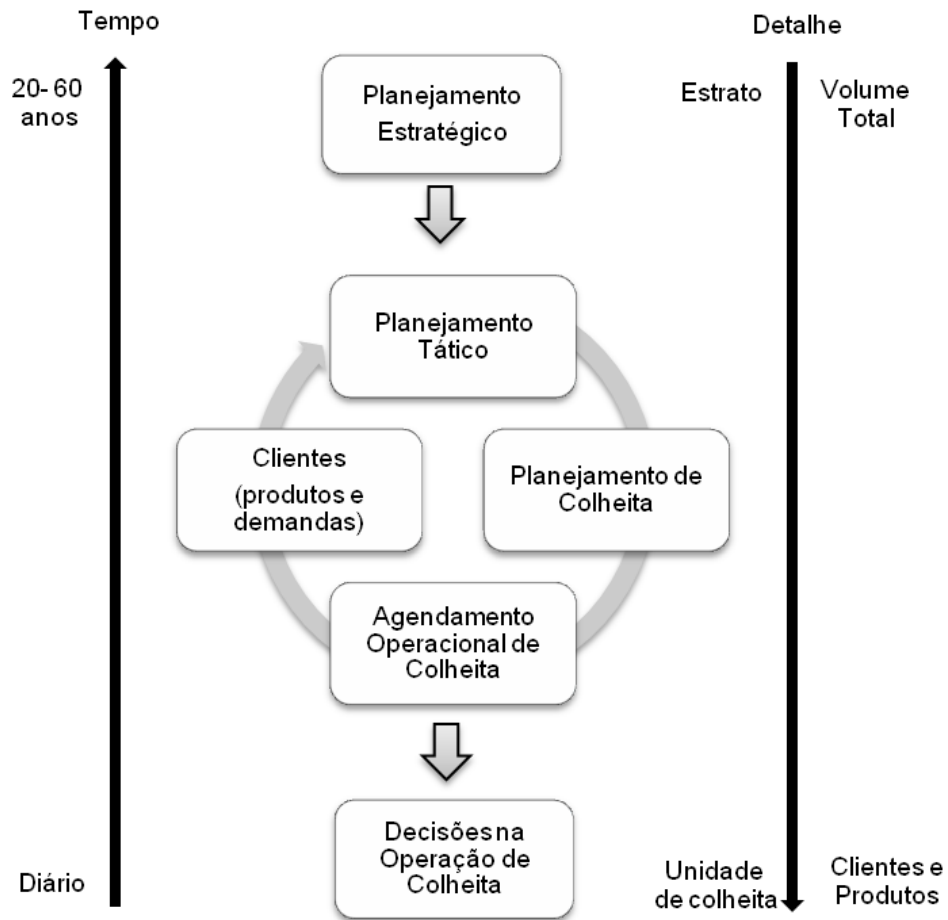 Tempo
Detalhe
20- 60
anos
Planejamento
Estratégico
Estrato
Volume
Total
Planejamento
Tático
Clientes
(produtos e
demandas)
Planejamento de
Colheita
Agendamento
Operacional de
Colheita
Decisões na
Operação de
Colheita
Diário
Unidade
de colheita
Clientes e
Produtos